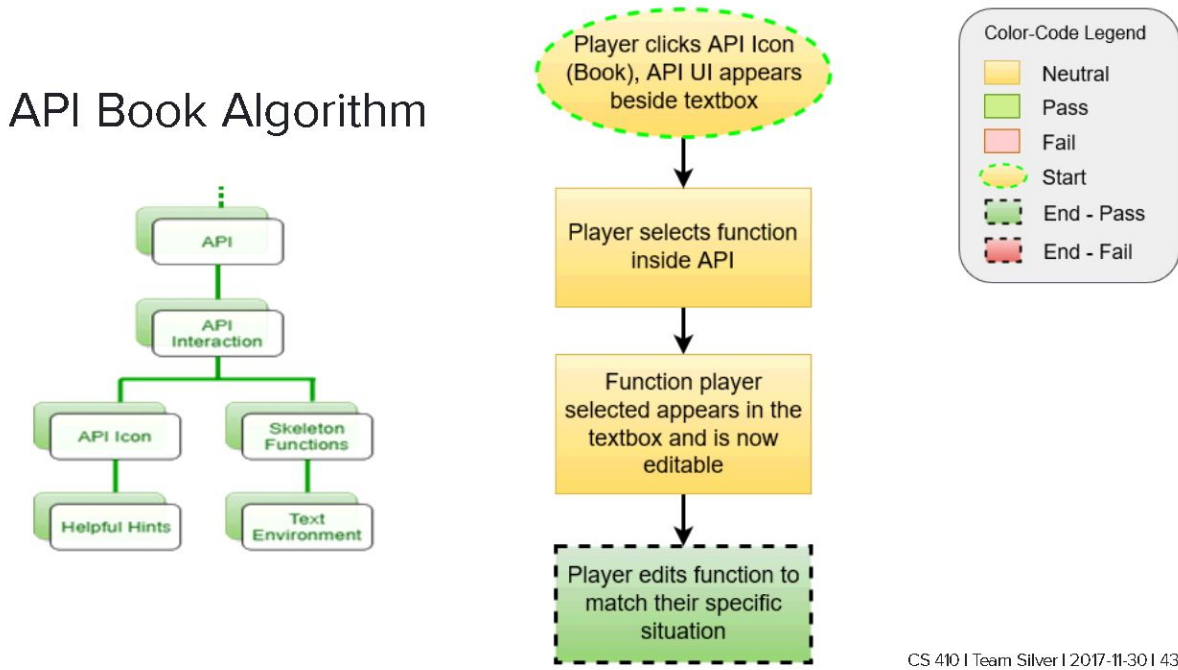 API Book Algorithm
API
API
Interaction
API Icon
Skeleton
Functions
Helpful Hints
Text
Environment
Player clicks API Icon
(Book), API UI appears
beside textbox
Player selects function
inside API
Function player
selected appears in the
textbox and is now
editable
Player edits function to
match their specific
situation
Color-Code Legend
Neutral
Pass
Fail
Start
End - Pass
End - Fail
CS 410 I Team Silver I 2017-11-30 I 43